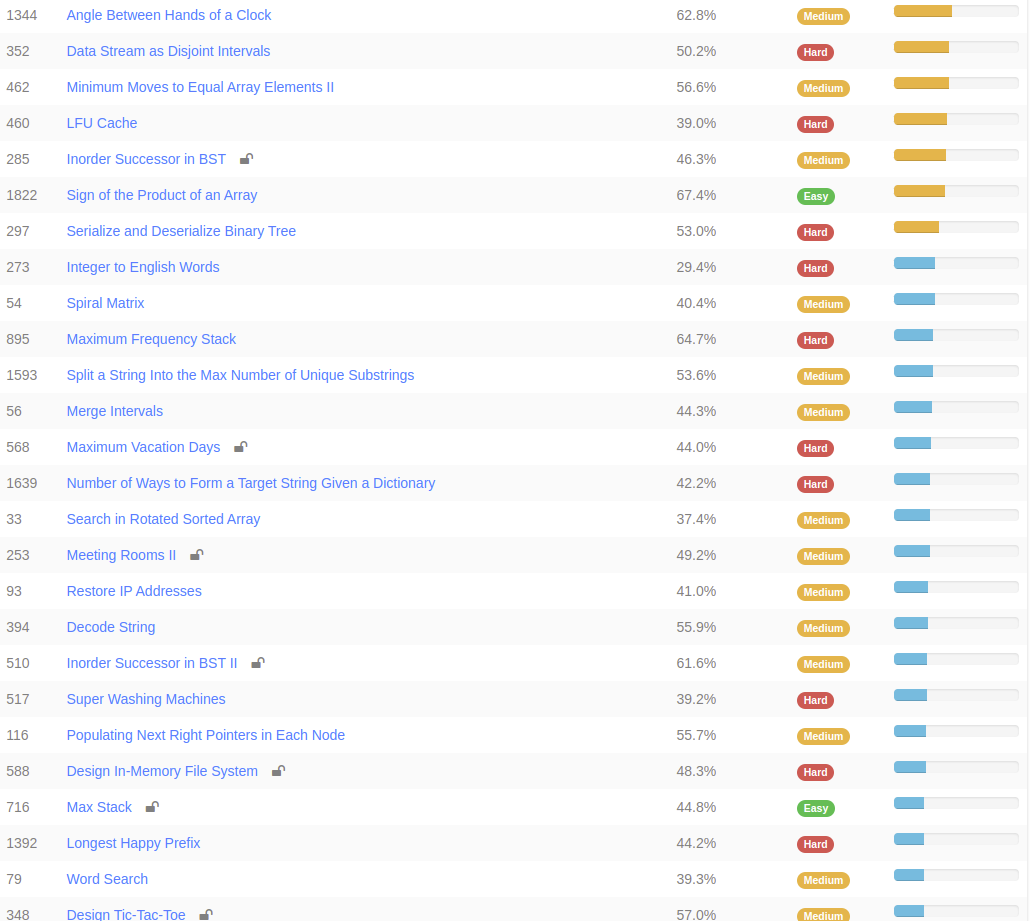 1344 Angle Between Hands of a Clock 62.8% Medium
352 Data Stream as Disjoint Intervals 50.2% Hard
462 Minimum Moves to Equal Array Elements II 56.6% Medium
460 LFU Cache 39.0% Hard
285 Inorder Successor in BST 46.3% Medium
1822 Sign of the Product of an Array 67.4% Easy
297 Serialize and Deserialize Binary Tree 53.0% Hard
273 Integer to English Words 29.4% Hard
54 Spiral Matrix 40.4% Medium
895 Maximum Frequency Stack 64.7% Hard
1593 Split a String Into the Max Number of Unique Substrings 53.6% Medium
56 Merge Intervals 44.3% Medium
568 Maximum Vacation Days 44.0% Hard
1639 Number of Ways to Form a Target String Given a Dictionary 42.2% Hard
33 Search in Rotated Sorted Array 37.4% Medium
253 Meeting Rooms II 49.2% Medium
93 Restore IP Addresses 41.0% Medium
394 Decode String 55.9% Medium
510 Inorder Successor in BST II 61.6% Medium
517 Super Washing Machines 39.2% Hard
116 Populating Next Right Pointers in Each Node 55.7% Medium
588 Design In-Memory File System 48.3% Hard
716 Max Stack 44.8% Easy
1392 Longest Happy Prefix 44.2% Hard
79 Word Search 39.3% Medium
348 Design Tic-Tac-Toe 57.0% Medium